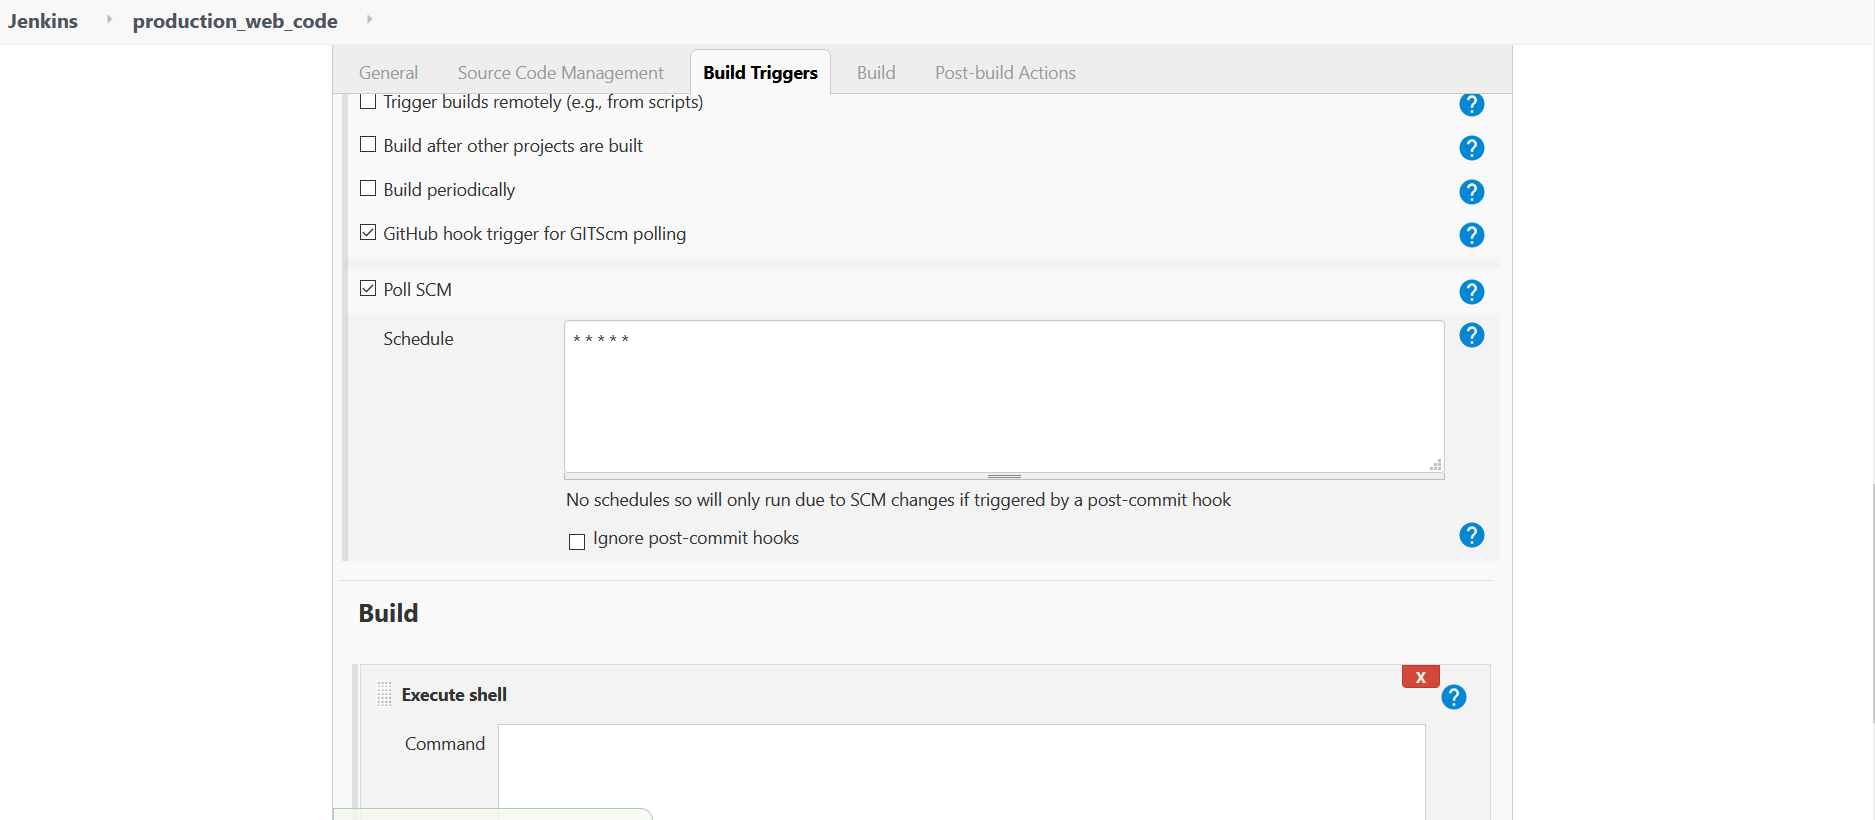 Jenkins production_web_code
General Source Code Management Build Triggers Build Post-build Actions
Trigger builds remotely (e.g., from scripts) ?
Build after other projects are built ?
Build periodically ?
GitHub hook trigger for GITScm polling ?
Poll SCM ?
Schedule * * * * * ?
No schedules so will only run due to SCM changes if triggered by a post-commit hook
Ignore post-commit hooks ?
Build
X
Execute shell ?
Command